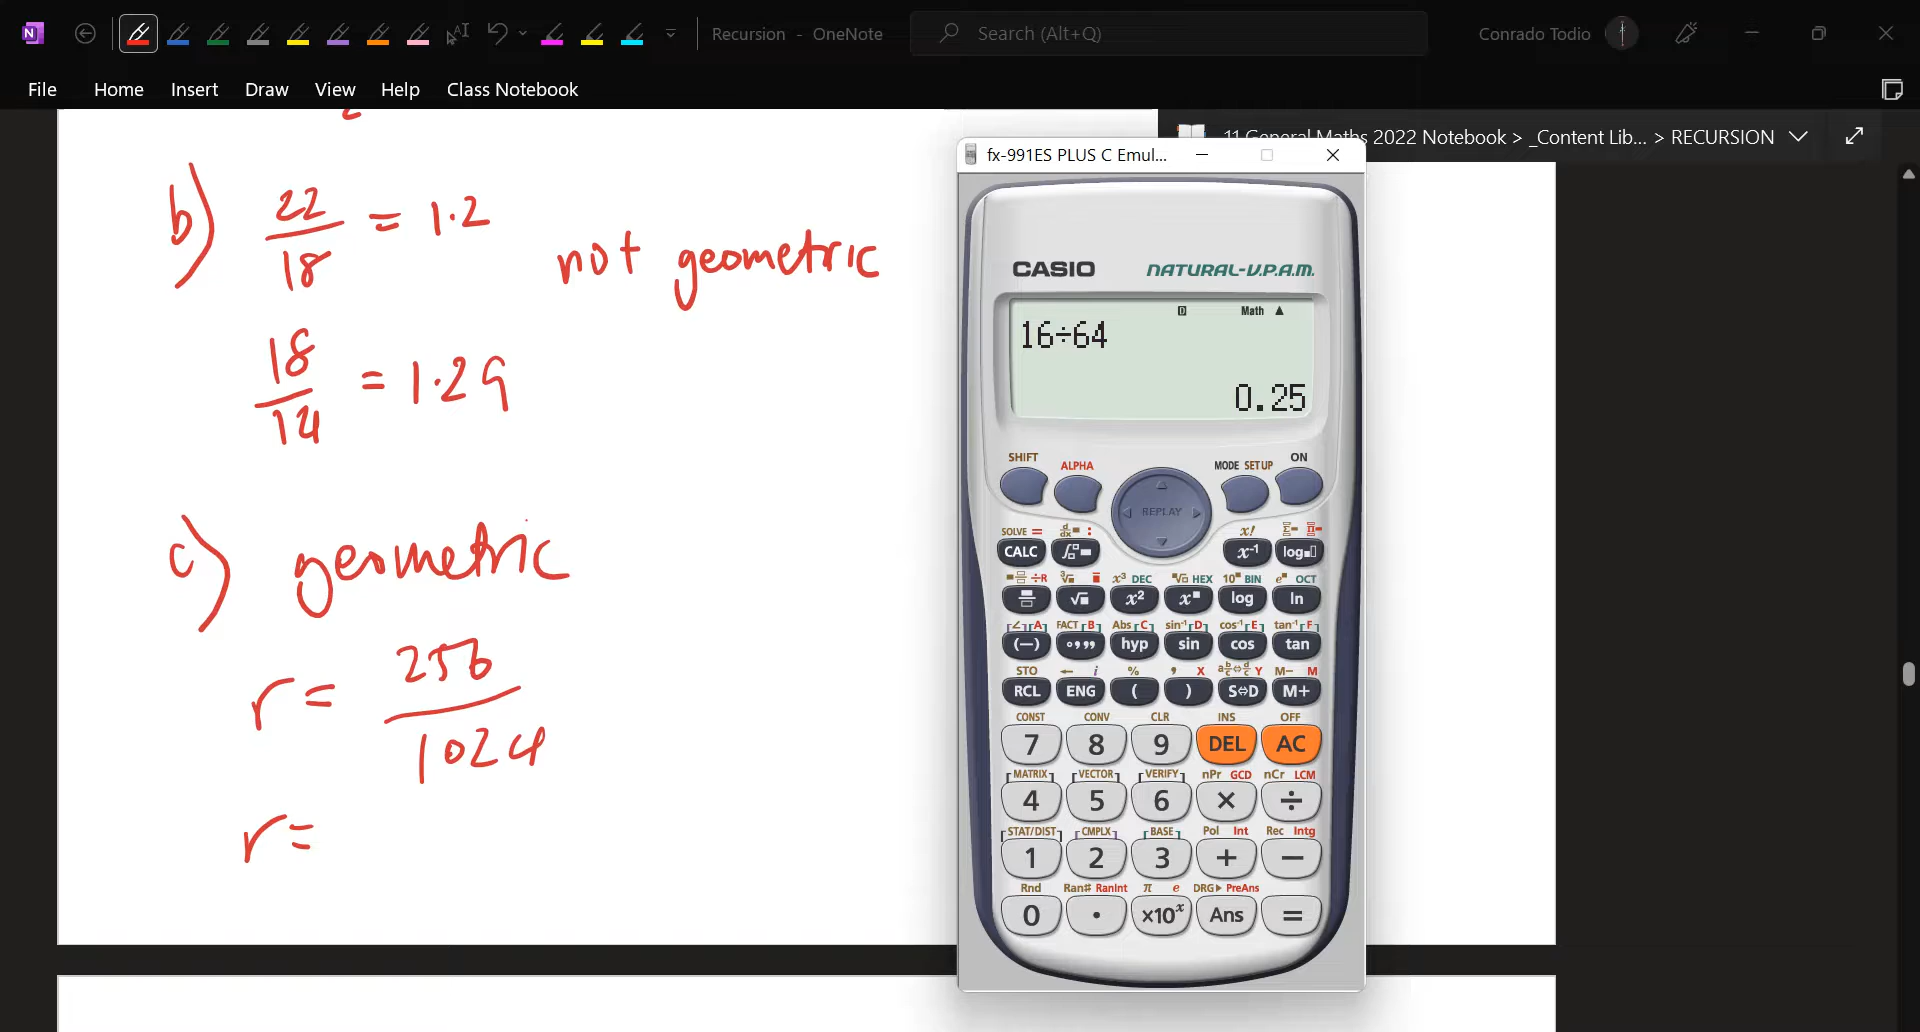 Recursion - OneNote
Search (Alt+Q)
Conrado Todio
File Home Insert Draw View Help Class Notebook
11 General Maths 2022 Notebook > _Content Lib... > RECURSION
b) 22/18 = 1.2
not geometric
18/14 = 1.29
c) geometric
r = 256/1024
r =
fx-991ES PLUS C Emul...
CASIO NATURAL-V.P.A.M.
D Math ▲
16÷64
0.25
SHIFT ALPHA MODE SETUP ON
REPLAY
SOLVE = d/dx : x! Σ Π
CALC ∫ x⁻¹ log
÷R ³√ x³ DEC √ HEX 10 BIN e OCT
√ x² x log ln
∠ A FACT B Abs C sin⁻¹ D cos⁻¹ E tan⁻¹ F
(−) °,,, hyp sin cos tan
STO ← i % , X a b/c⇔d/c Y M− M
RCL ENG ( ) S⇔D M+
CONST CONV CLR INS OFF
7 8 9 DEL AC
MATRIX VECTOR VERIFY nPr GCD nCr LCM
4 5 6 × ÷
STAT/DIST CMPLX BASE Pol Int Rec Intg
1 2 3 + −
Rnd Ran# RanInt π e DRG▶ PreAns
0 . ×10ˣ Ans =